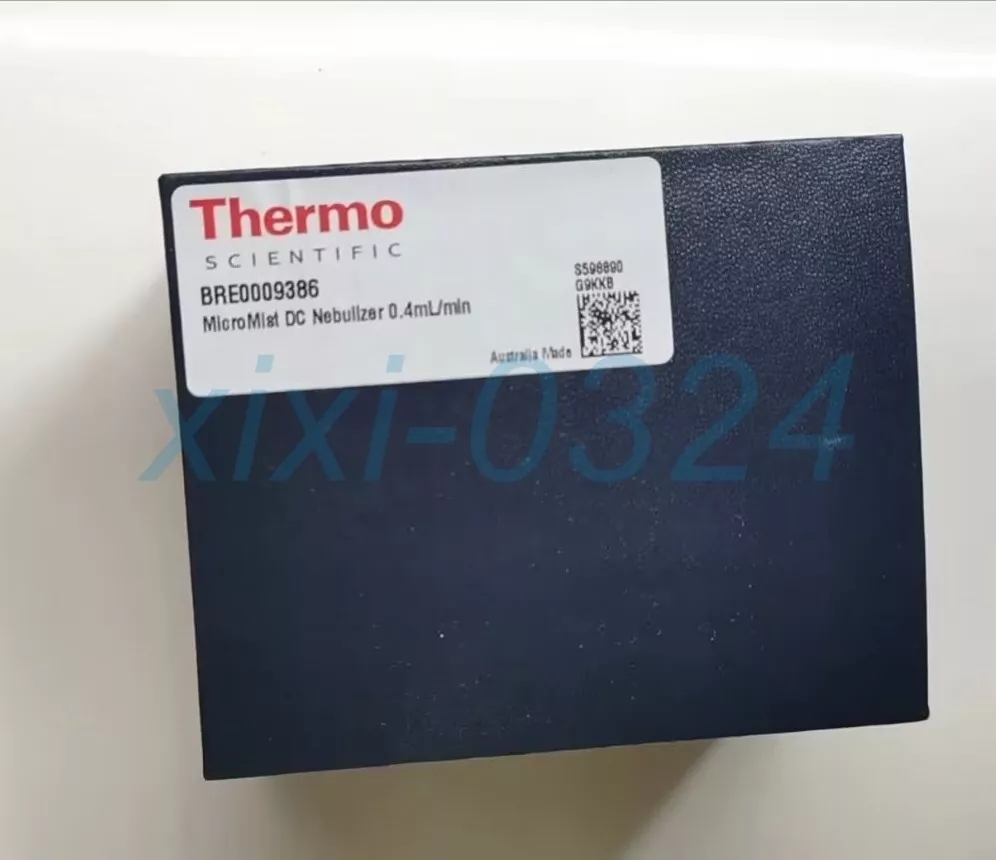 Thermo
SCIENTIFIC
BRE0009386
MicroMist DC Nebulizer 0.4mL/min
S598890
G9KKB
Australia Made
xixi-0324